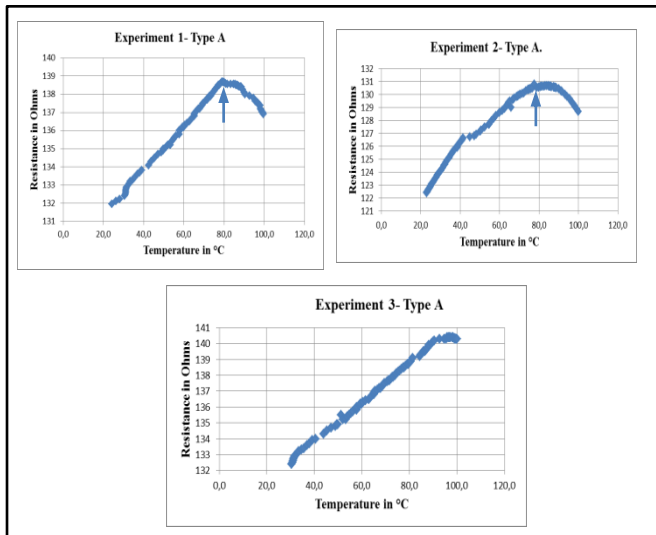 Experiment 1- Type A
Resistance in Ohms
140
139
138
137
136
135
134
133
132
131
0,0 20,0 40,0 60,0 80,0 100,0 120,0
Temperature in °C
Experiment 2- Type A.
Resistance in Ohms
131
130
129
128
127
126
125
124
123
122
121
0,0 20,0 40,0 60,0 80,0 100,0 120,0
Temperature in °C
Experiment 3- Type A
Resistance in Ohms
141
140
139
138
137
136
135
134
133
132
0,0 20,0 40,0 60,0 80,0 100,0 120,0
Temperature in °C